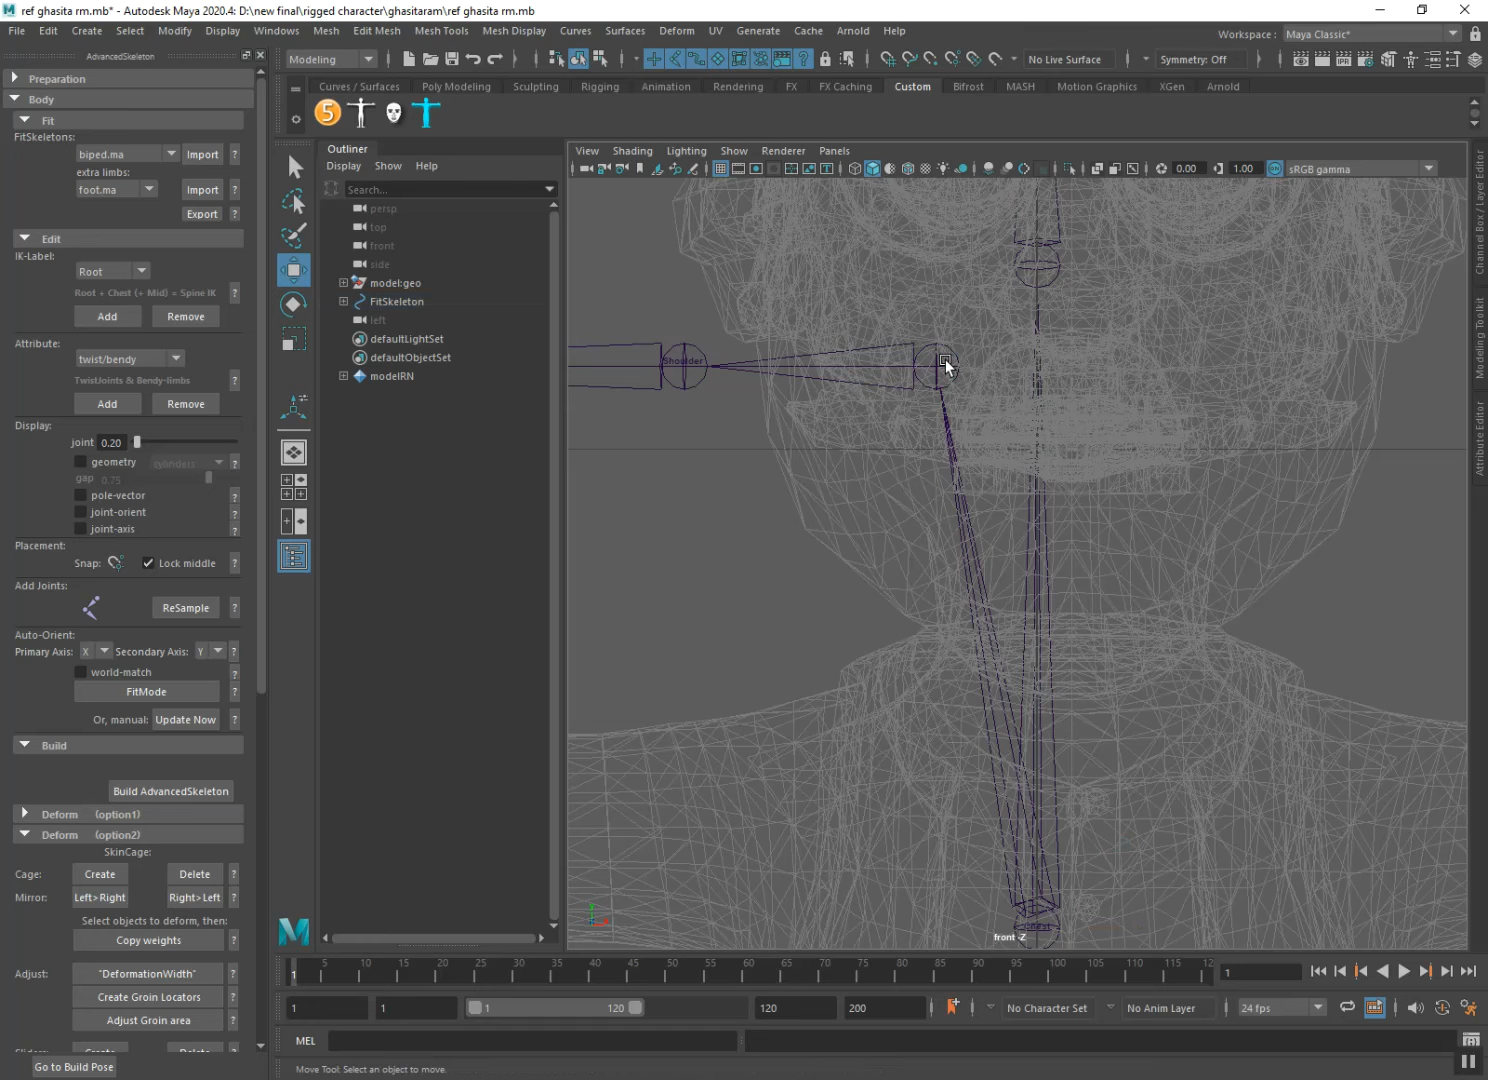 ref ghasita rm.mb* - Autodesk Maya 2020.4: D:\new final\rigged character\ghasitaram\ref ghasita rm.mb
File Edit Create Select Modify Display Windows Mesh Edit Mesh Mesh Tools Mesh Display Curves Surfaces Deform UV Generate Cache Arnold Help
Workspace: Maya Classic*
AdvancedSkeleton
Modeling
No Live Surface
Symmetry: Off
Curves / Surfaces Poly Modeling Sculpting Rigging Animation Rendering FX FX Caching Custom Bifrost MASH Motion Graphics XGen Arnold
5
Preparation
Body
Fit
FitSkeletons:
biped.ma Import ?
extra limbs:
foot.ma Import ?
Export ?
Edit
IK-Label:
Root
Root + Chest (+ Mid) = Spine IK ?
Add Remove
Attribute:
twist/bendy
TwistJoints & Bendy-limbs ?
Add Remove
Display:
joint 0.20
geometry cylinders ?
gap 0.75
pole-vector ?
joint-orient ?
joint-axis ?
Placement:
Snap: Lock middle ?
Add Joints:
ReSample ?
Auto-Orient:
Primary Axis: X Secondary Axis: Y ?
world-match ?
FitMode ?
Or, manual: Update Now ?
Build
Build AdvancedSkeleton
Deform (option1)
Deform (option2)
SkinCage:
Cage: Create Delete ?
Mirror: Left>Right Right>Left ?
Select objects to deform, then:
Copy weights ?
Adjust: "DeformationWidth" ?
Create Groin Locators ?
Adjust Groin area ?
Sliders: Create Delete ?
Go to Build Pose
Outliner
Display Show Help
Search...
persp
top
front
side
model:geo
FitSkeleton
left
defaultLightSet
defaultObjectSet
modelRN
View Shading Lighting Show Renderer Panels
0.00 1.00 sRGB gamma
Shoulder
Chest
front -Z
Channel Box / Layer Editor
Modeling Toolkit
Attribute Editor
5 10 15 20 25 30 35 40 45 50 55 60 65 70 75 80 85 90 95 100 105 110 115 12
1
1
1 1 1 120 120 200 No Character Set No Anim Layer 24 fps
MEL
Move Tool: Select an object to move.